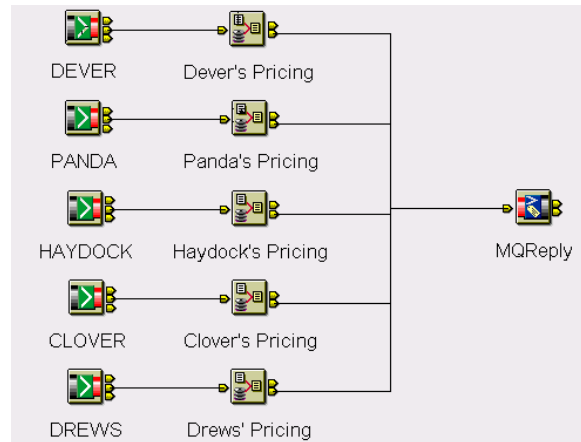 DEVER Dever's Pricing
PANDA Panda's Pricing
HAYDOCK Haydock's Pricing MQReply
CLOVER Clover's Pricing
DREWS Drews' Pricing